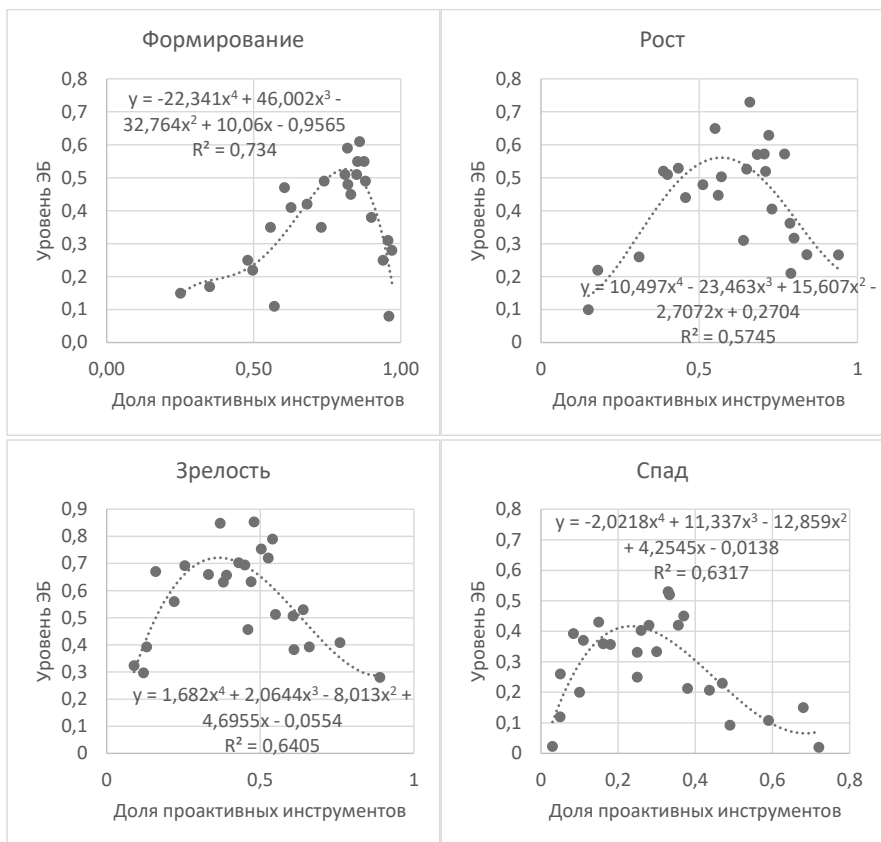 Формирование
0,8
0,7
0,6
0,5
0,4
0,3
0,2
0,1
0,0
Уровень ЭБ
y = -22,341x⁴ + 46,002x³ -
32,764x² + 10,06x - 0,9565
R² = 0,734
0,00 0,50 1,00
Доля проактивных инструментов
Рост
0,8
0,7
0,6
0,5
0,4
0,3
0,2
0,1
0
Уровень ЭБ
y = 10,497x⁴ - 23,463x³ + 15,607x² -
2,7072x + 0,2704
R² = 0,5745
0 0,5 1
Доля проактивных инструментов
Зрелость
0,9
0,8
0,7
0,6
0,5
0,4
0,3
0,2
0,1
0
Уровень ЭБ
y = 1,682x⁴ + 2,0644x³ - 8,013x² +
4,6955x - 0,0554
R² = 0,6405
0 0,5 1
Доля проактивных инструментов
Спад
0,8
0,7
0,6
0,5
0,4
0,3
0,2
0,1
0
Уровень ЭБ
y = -2,0218x⁴ + 11,337x³ - 12,859x²
+ 4,2545x - 0,0138
R² = 0,6317
0 0,2 0,4 0,6 0,8
Доля проактивных инструментов